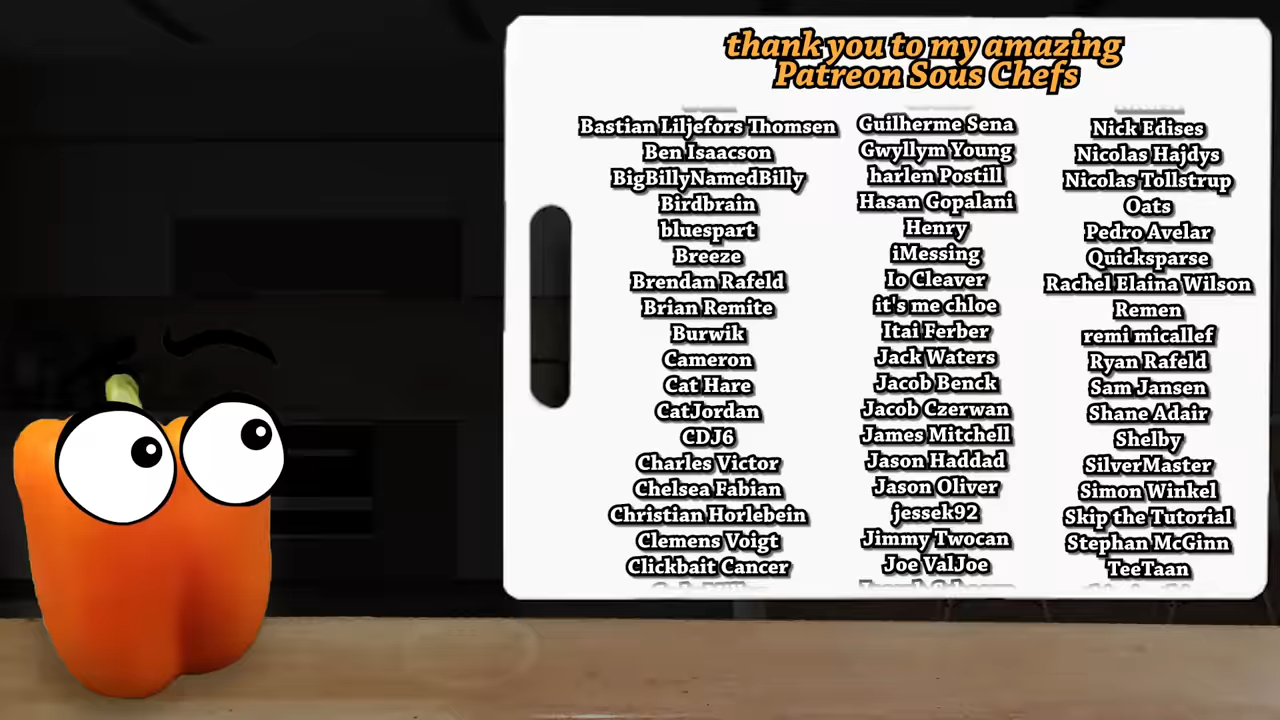 thank you to my amazing
Patreon Sous Chefs
Bastian Liljefors Thomsen
Ben Isaacson
BigBillyNamedBilly
Birdbrain
bluespart
Breeze
Brendan Rafeld
Brian Remite
Burwik
Cameron
Cat Hare
CatJordan
CDJ6
Charles Victor
Chelsea Fabian
Christian Horlebein
Clemens Voigt
Clickbait Cancer
Guilherme Sena
Gwyllym Young
harlen Postill
Hasan Gopalani
Henry
iMessing
Io Cleaver
it's me chloe
Itai Ferber
Jack Waters
Jacob Benck
Jacob Czerwan
James Mitchell
Jason Haddad
Jason Oliver
jessek92
Jimmy Twocan
Joe ValJoe
Nick Edises
Nicolas Hajdys
Nicolas Tollstrup
Oats
Pedro Avelar
Quicksparse
Rachel Elaina Wilson
Remen
remi micallef
Ryan Rafeld
Sam Jansen
Shane Adair
Shelby
SilverMaster
Simon Winkel
Skip the Tutorial
Stephan McGinn
TeeTaan